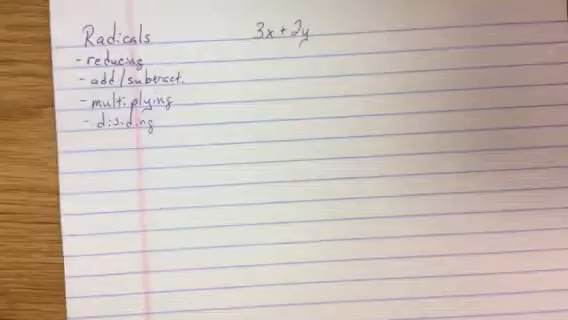 Radicals
3x + 2y
- reducing
- add/subtract.
- multiplying
- dividing